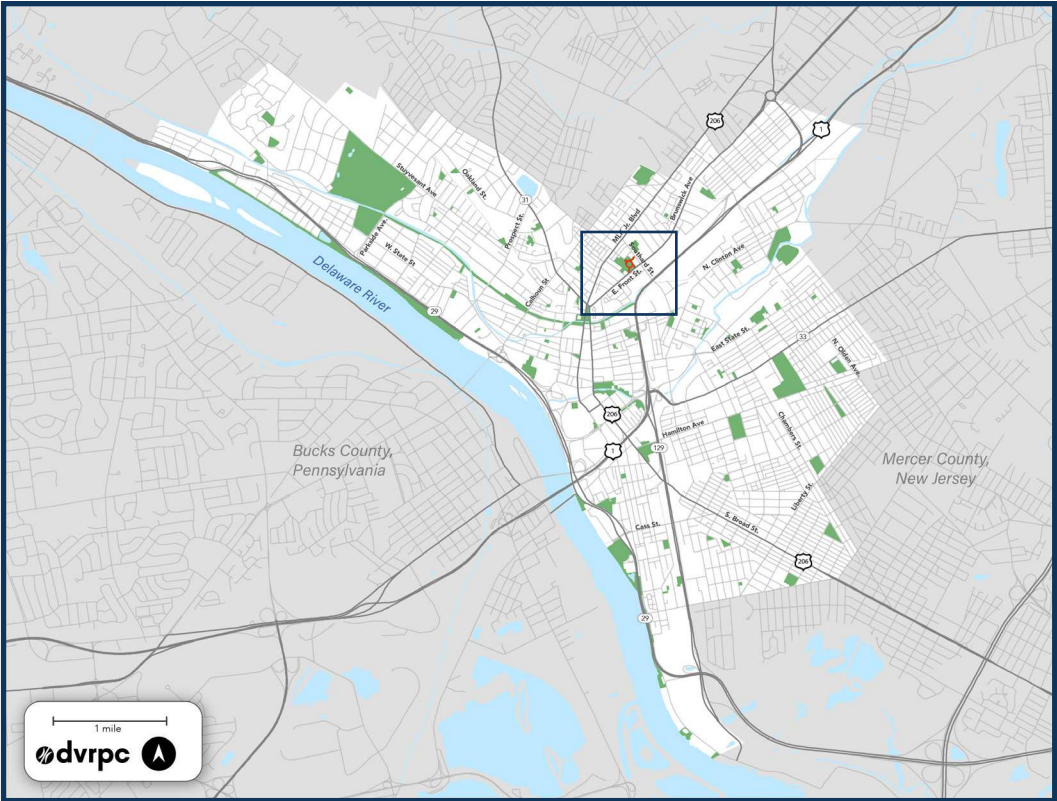 206
1
Stuyvesant Ave
Oakland St.
31
Prospect St.
MLK Jr. Blvd
Brunswick Ave
Parkside Ave.
W. State St
Southard St.
N. Clinton Ave
E. Front St.
Calhoun St.
Delaware River
29
East State St.
33
N. Olden Ave.
206
Chambers St.
Hamilton Ave
1
129
Bucks County,
Pennsylvania
Mercer County,
New Jersey
Liberty St.
S. Broad St.
Cass St.
206
29
1 mile
dvrpc